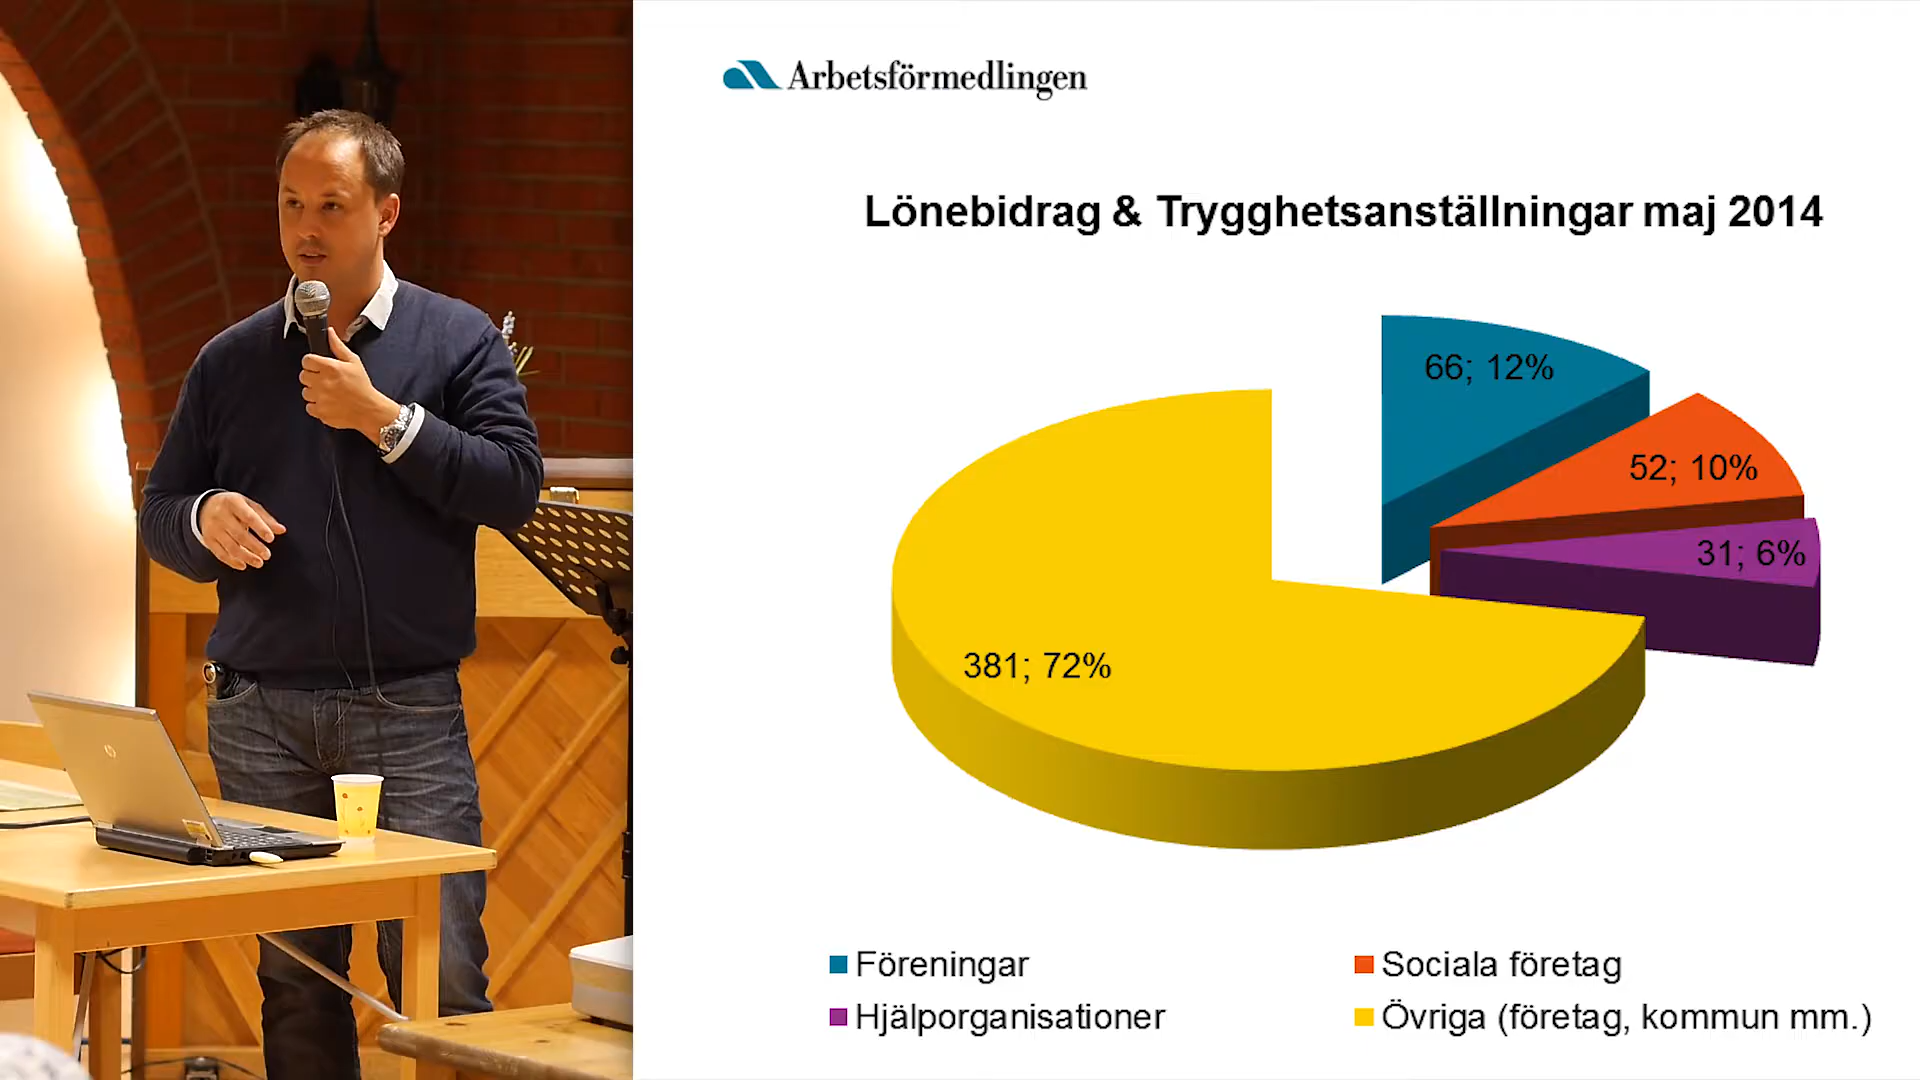 Arbetsförmedlingen
Lönebidrag & Trygghetsanställningar maj 2014
66; 12%
52; 10%
31; 6%
381; 72%
Föreningar
Sociala företag
Hjälporganisationer
Övriga (företag, kommun mm.)